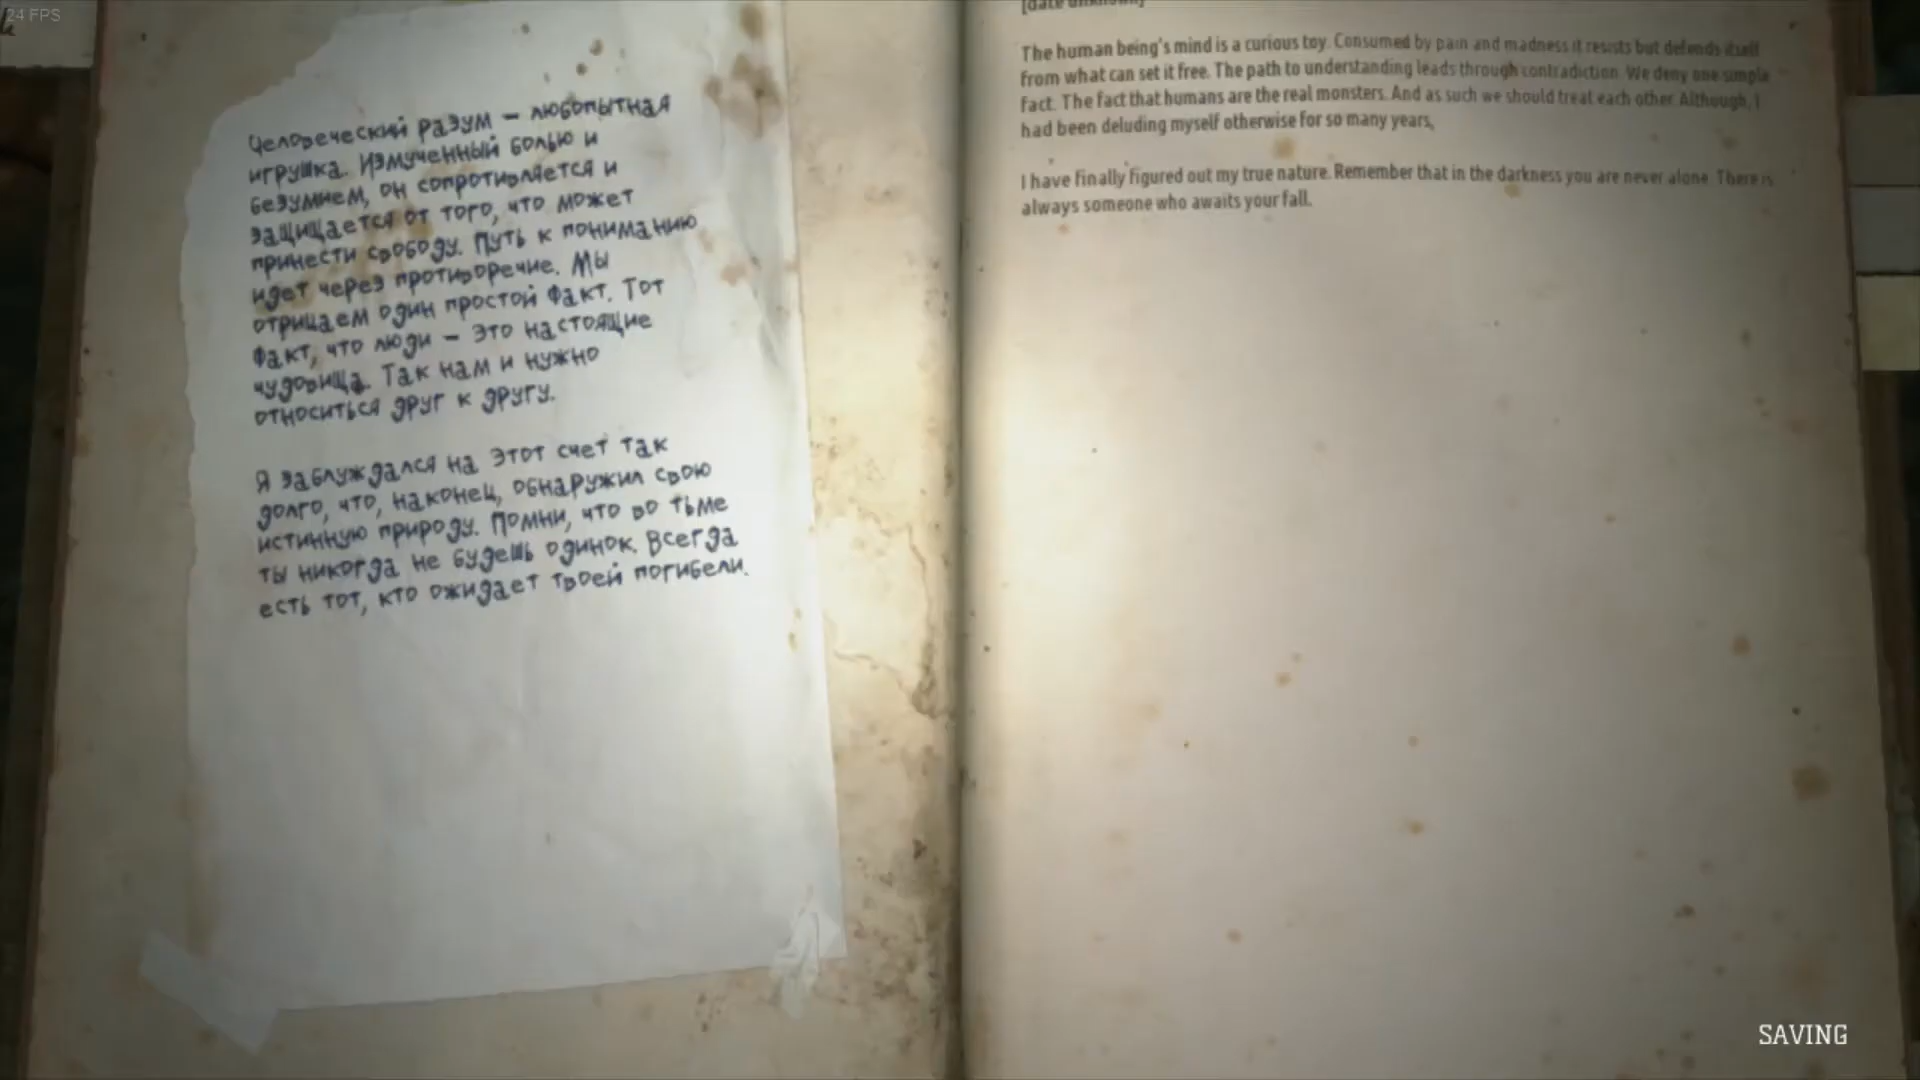 24 FPS
Человеческий разум – любопытная
игрушка. Измученный болью и
безумием, он сопротивляется и
защищается от того, что может
принести свободу. Путь к пониманию
идет через противоречие. Мы
отрицаем один простой факт. Тот
факт, что люди – это настоящие
чудовища. Так нам и нужно
относиться друг к другу.
Я заблуждался на этот счет так
долго, что, наконец, обнаружил свою
истинную природу. Помни, что во тьме
ты никогда не будешь одинок. Всегда
есть тот, кто ожидает твоей погибели.
[date unknown]
The human being's mind is a curious toy. Consumed by pain and madness it resists but defends itself
from what can set it free. The path to understanding leads through contradiction. We deny one simple
fact. The fact that humans are the real monsters. And as such we should treat each other. Although, I
had been deluding myself otherwise for so many years,
I have finally figured out my true nature. Remember that in the darkness you are never alone. There is
always someone who awaits your fall.
SAVING